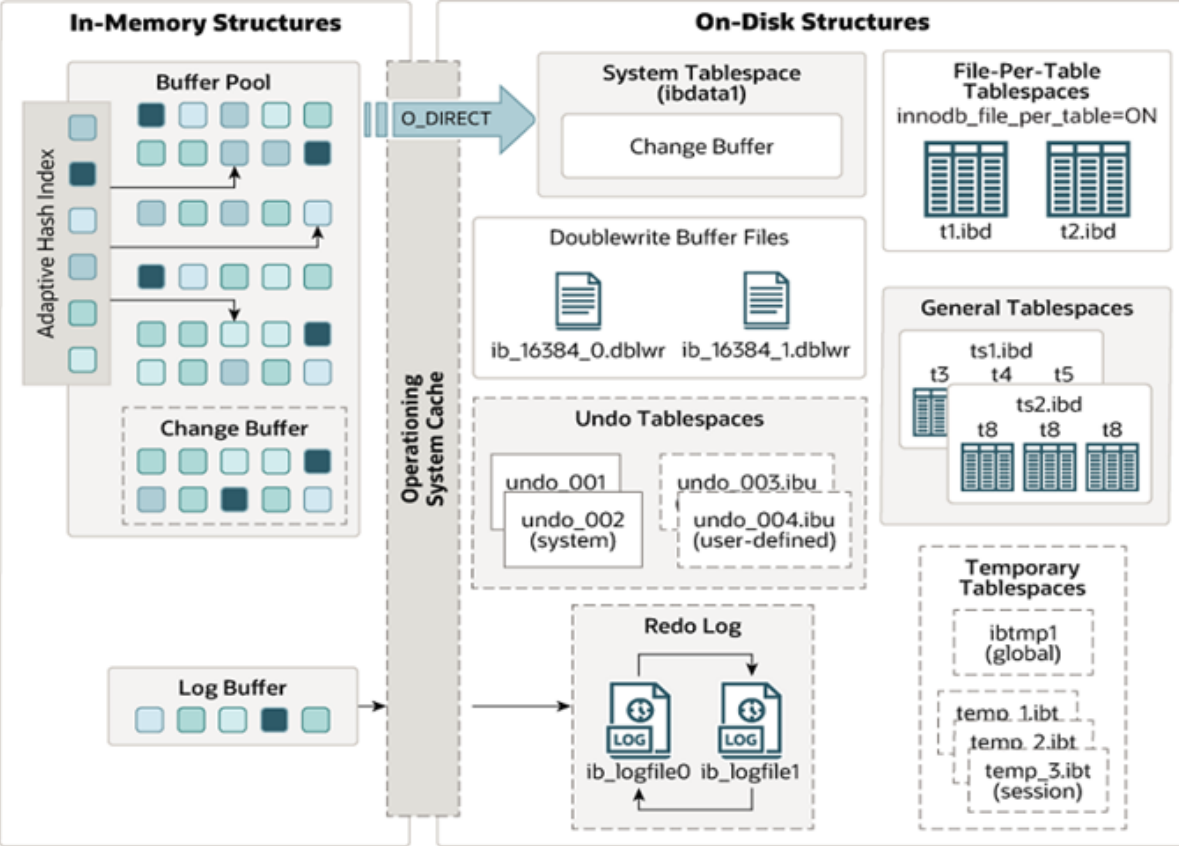 In-Memory Structures
Buffer Pool
Adaptive Hash Index
Change Buffer
Log Buffer
Operationing
System Cache
O_DIRECT
On-Disk Structures
System Tablespace
(ibdata1)
Change Buffer
Doublewrite Buffer Files
ib_16384_0.dblwr
ib_16384_1.dblwr
Undo Tablespaces
undo_001
undo_002
(system)
undo_003.ibu
undo_004.ibu
(user-defined)
Redo Log
LOG
LOG
ib_logfile0
ib_logfile1
File-Per-Table
Tablespaces
innodb_file_per_table=ON
t1.ibd
t2.ibd
General Tablespaces
ts1.ibd
t3 t4 t5
ts2.ibd
t8 t8 t8
Temporary
Tablespaces
ibtmp1
(global)
temp_1.ibt
temp_2.ibt
temp_3.ibt
(session)